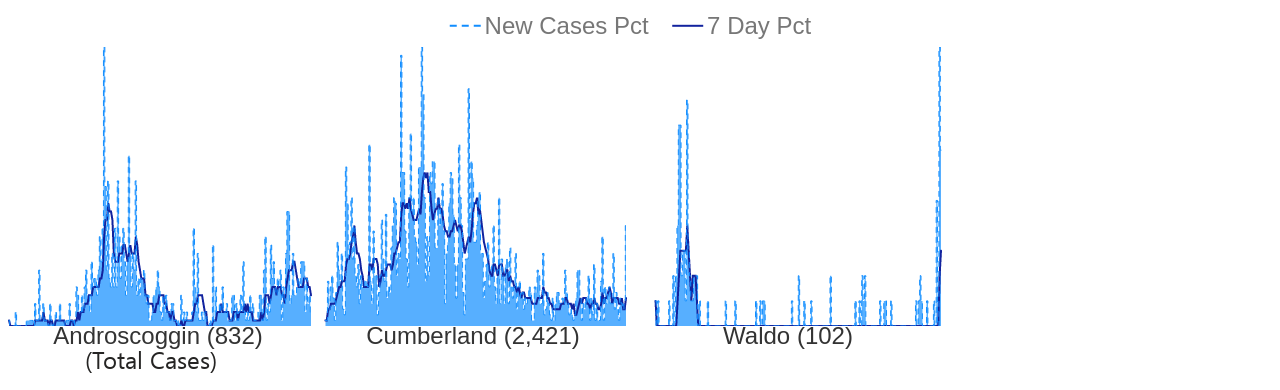 New Cases Pct 7 Day Pct
Androscoggin (832) Cumberland (2,421) Waldo (102)
(Total Cases)